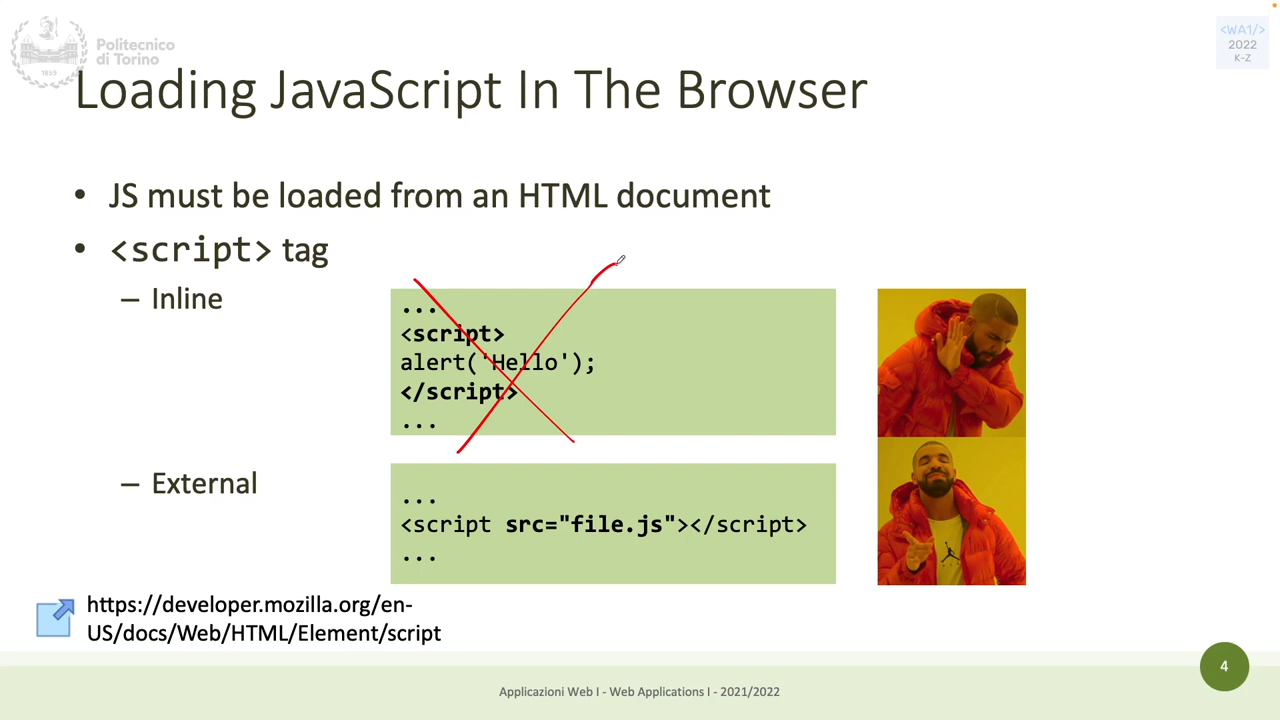 Politecnico
di Torino
1859
<WA1/>
2022
K-Z
Loading JavaScript In The Browser
• JS must be loaded from an HTML document
• <script> tag
– Inline
...
<script>
alert('Hello');
</script>
...
– External
...
<script src="file.js"></script>
...
https://developer.mozilla.org/en-
US/docs/Web/HTML/Element/script
4
Applicazioni Web I - Web Applications I - 2021/2022